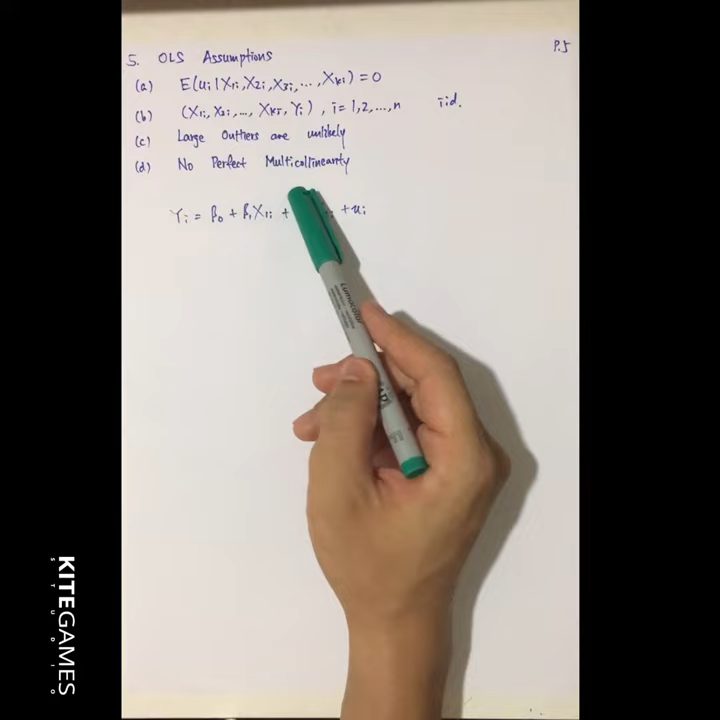 P.5
5. OLS Assumptions
(a) E(uᵢ | X₁ᵢ, X₂ᵢ, X₃ᵢ, ..., Xₖᵢ) = 0
(b) (X₁ᵢ, X₂ᵢ, ..., Xₖᵢ, Yᵢ), i = 1, 2, ..., n iid.
(c) Large Outliers are unlikely
(d) No Perfect Multicollinearity
Yᵢ = β₀ + β₁X₁ᵢ + + uᵢ
Lumocolor
KITEGAMES
STUDIO